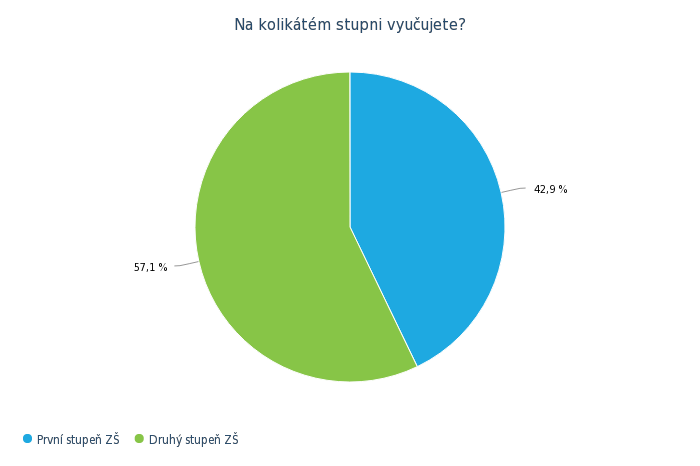 Na kolikátém stupni vyučujete?
42,9 %
57,1 %
První stupeň ZŠ
Druhý stupeň ZŠ